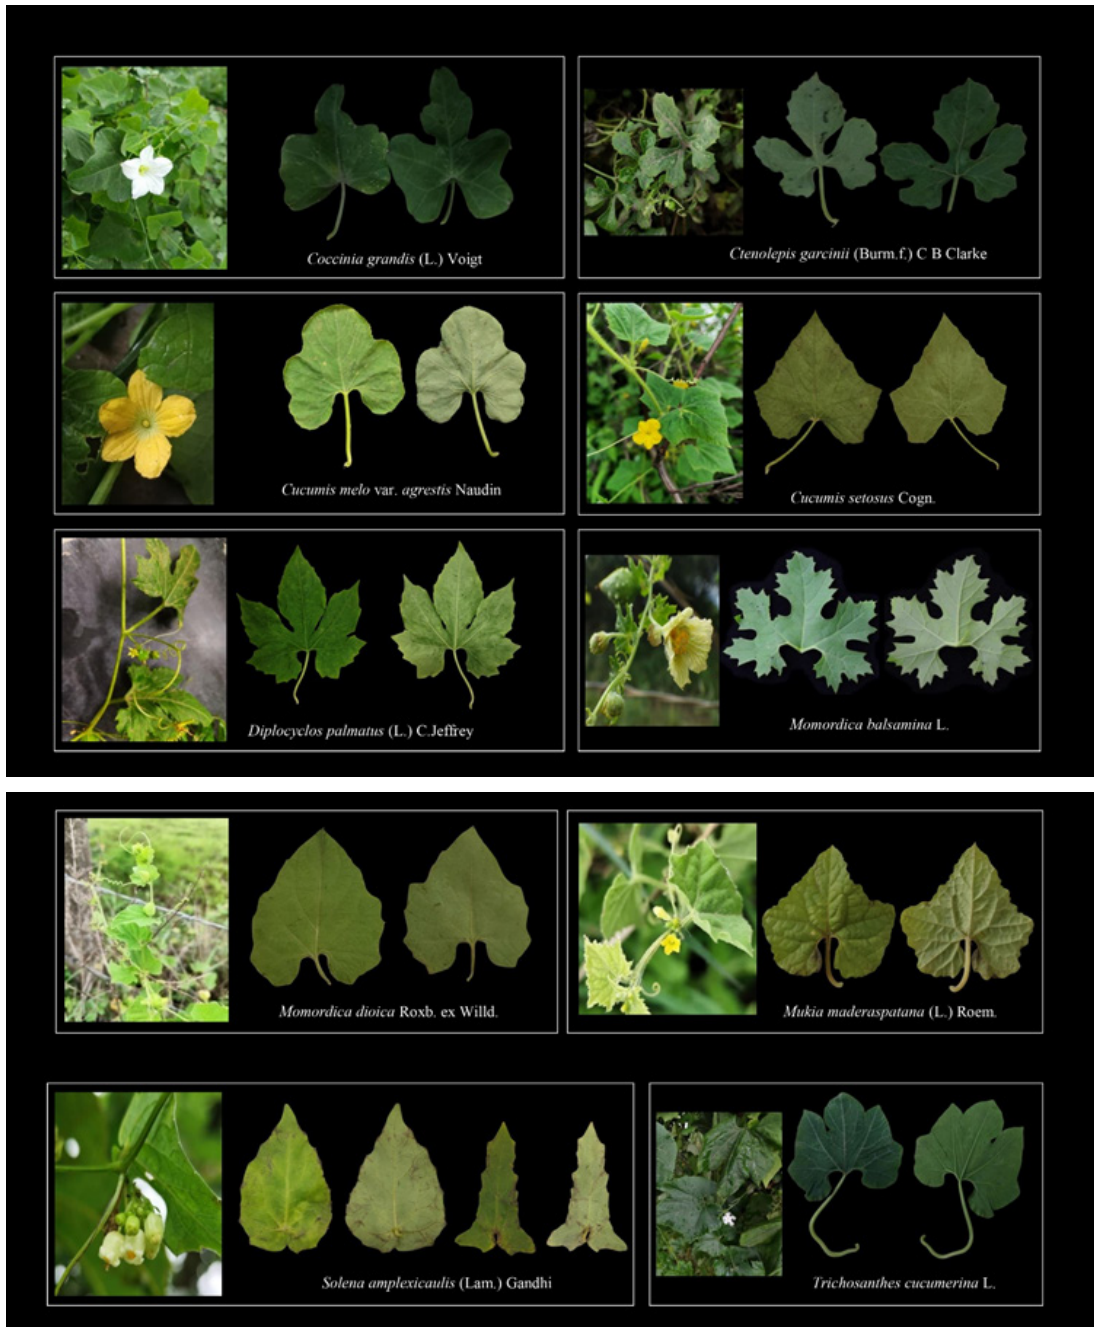 Coccinia grandis (L.) Voigt
Ctenolepis garcinii (Burm.f.) C B Clarke
Cucumis melo var. agrestis Naudin
Cucumis setosus Cogn.
Diplocyclos palmatus (L.) C.Jeffrey
Momordica balsamina L.
Momordica dioica Roxb. ex Willd.
Mukia maderaspatana (L.) Roem.
Solena amplexicaulis (Lam.) Gandhi
Trichosanthes cucumerina L.